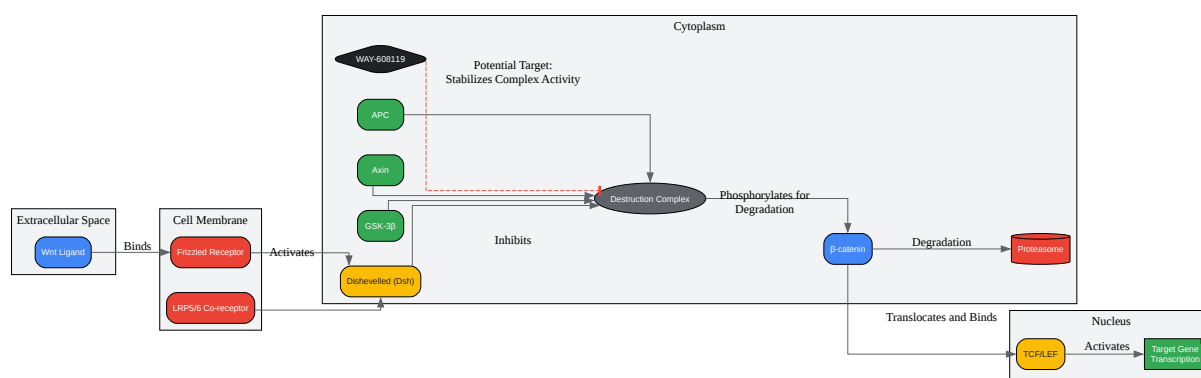 Cytoplasm
WAY-608119
Potential Target:
Stabilizes Complex Activity
APC
Axin
GSK-3β
Destruction Complex
Phosphorylates for
Degradation
Inhibits
Extracellular Space
Wnt Ligand
Binds
Cell Membrane
Frizzled Receptor
LRP5/6 Co-receptor
Activates
Dishevelled (Dsh)
β-catenin
Degradation
Proteasome
Translocates and Binds
Nucleus
TCF/LEF
Activates
Target Gene
Transcription